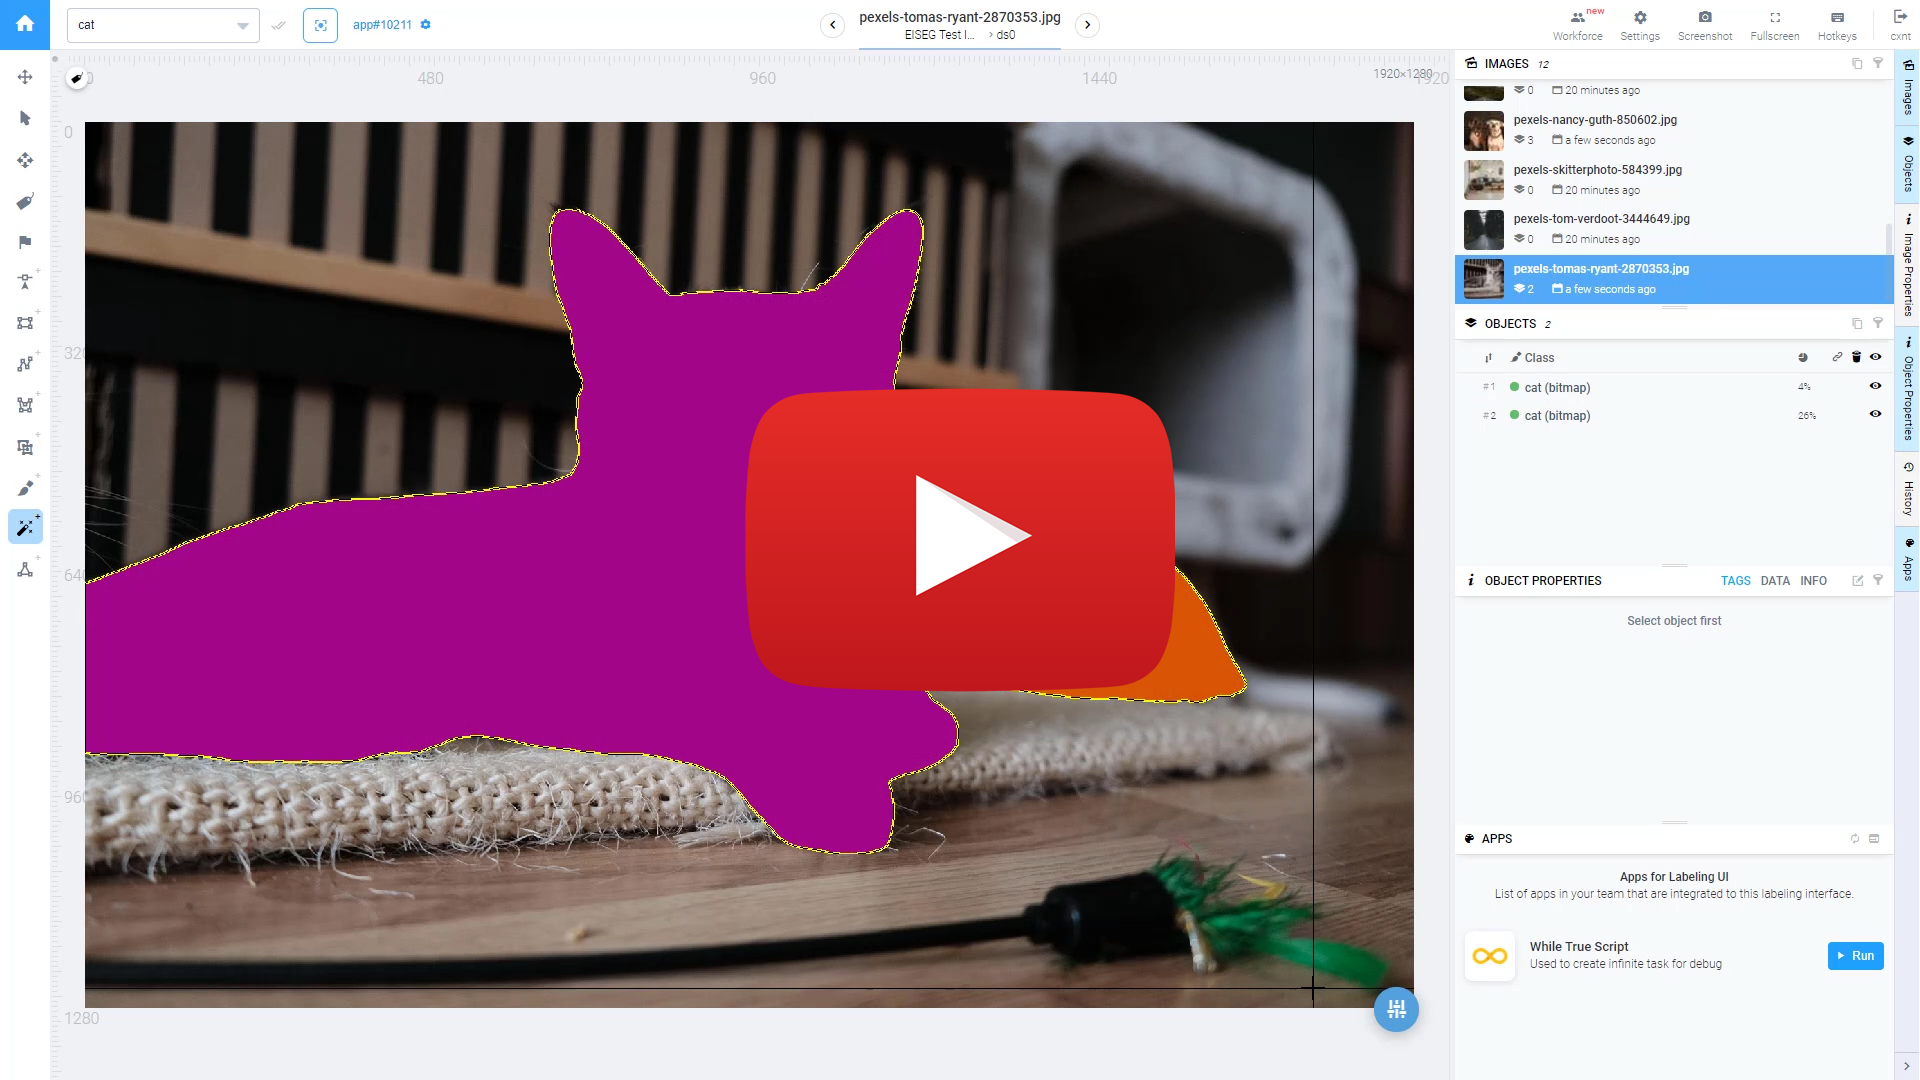 cat
app#10211
pexels-tomas-ryant-2870353.jpg
EISEG Test I... › ds0
new
Workforce
Settings
Screenshot
Fullscreen
Hotkeys
cxnt
480
960
1440
1920
1920×1280
0
320
640
960
1280
IMAGES 12
0 20 minutes ago
pexels-nancy-guth-850602.jpg
3 a few seconds ago
pexels-skitterphoto-584399.jpg
0 20 minutes ago
pexels-tom-verdoot-3444649.jpg
0 20 minutes ago
pexels-tomas-ryant-2870353.jpg
2 a few seconds ago
OBJECTS 2
Class
#1 cat (bitmap) 4%
#2 cat (bitmap) 26%
OBJECT PROPERTIES TAGS DATA INFO
Select object first
APPS
Apps for Labeling UI
List of apps in your team that are integrated to this labeling interface.
While True Script
Used to create infinite task for debug
Run
Images
Objects
Image Properties
Object Properties
History
Apps